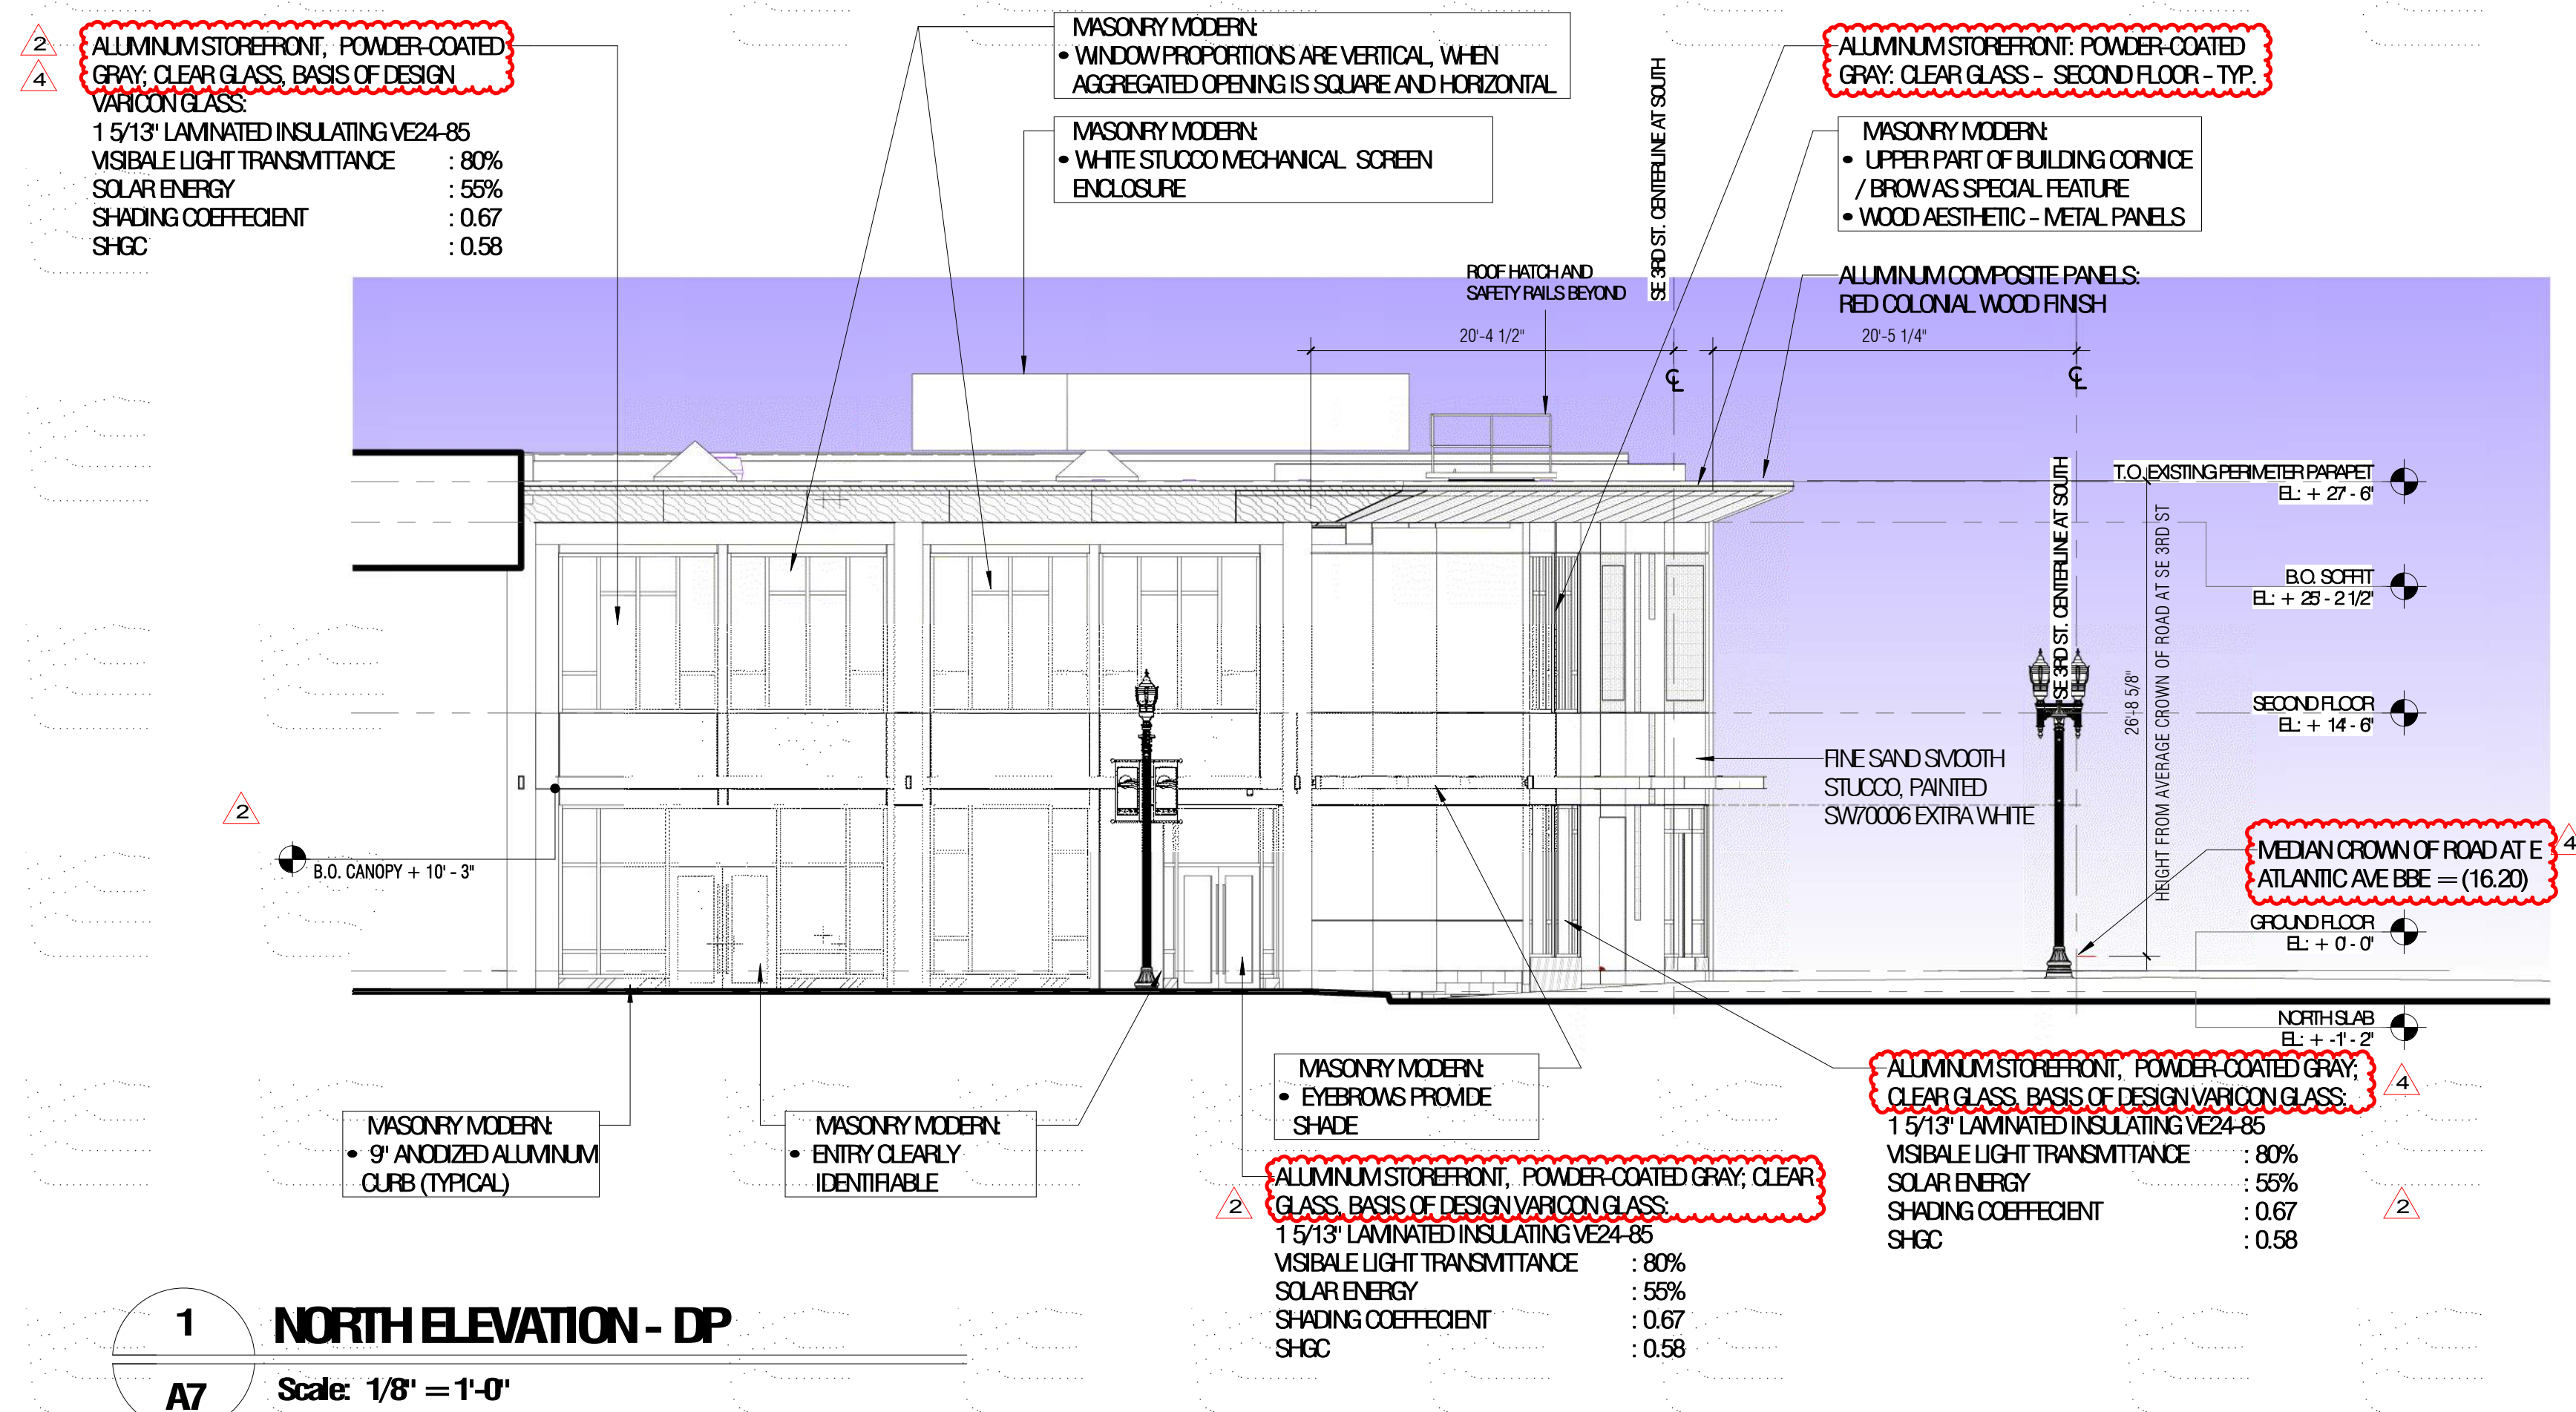 2
4
ALUMINUM STOREFRONT, POWDER-COATED
GRAY; CLEAR GLASS, BASIS OF DESIGN
VARICON GLASS:
1 5/13" LAMINATED INSULATING VE24-85
VISIBALE LIGHT TRANSMITTANCE : 80%
SOLAR ENERGY : 55%
SHADING COEFFECIENT : 0.67
SHGC : 0.58
MASONRY MODERN:
• WINDOW PROPORTIONS ARE VERTICAL, WHEN
AGGREGATED OPENING IS SQUARE AND HORIZONTAL
MASONRY MODERN:
• WHITE STUCCO MECHANICAL SCREEN
ENCLOSURE
SE 3RD ST. CENTERLINE AT SOUTH
ALUMINUM STOREFRONT: POWDER-COATED
GRAY: CLEAR GLASS - SECOND FLOOR - TYP.
MASONRY MODERN:
• UPPER PART OF BUILDING CORNICE
/ BROW AS SPECIAL FEATURE
• WOOD AESTHETIC - METAL PANELS
ROOF HATCH AND
SAFETY RAILS BEYOND
ALUMINUM COMPOSITE PANELS:
RED COLONIAL WOOD FINISH
20'-4 1/2"
20'-5 1/4"
T.O. EXISTING PERIMETER PARAPET
EL: + 27' - 6"
B.O. SOFFIT
EL: + 25' - 2 1/2"
SECOND FLOOR
EL: + 14' - 6"
SE 3RD ST. CENTERLINE AT SOUTH
26'-8 5/8"
HEIGHT FROM AVERAGE CROWN OF ROAD AT SE 3RD ST
FINE SAND SMOOTH
STUCCO, PAINTED
SW70006 EXTRA WHITE
2
B.O. CANOPY + 10' - 3"
4
MEDIAN CROWN OF ROAD AT E
ATLANTIC AVE BBE = (16.20)
GROUND FLOOR
EL: + 0' - 0"
NORTH SLAB
EL: + -1' - 2"
MASONRY MODERN:
• 9" ANODIZED ALUMINUM
CURB (TYPICAL)
MASONRY MODERN:
• ENTRY CLEARLY
IDENTIFIABLE
MASONRY MODERN:
• EYEBROWS PROVIDE
SHADE
2
ALUMINUM STOREFRONT, POWDER-COATED GRAY; CLEAR
GLASS, BASIS OF DESIGN VARICON GLASS:
1 5/13" LAMINATED INSULATING VE24-85
VISIBALE LIGHT TRANSMITTANCE : 80%
SOLAR ENERGY : 55%
SHADING COEFFECIENT : 0.67
SHGC : 0.58
ALUMINUM STOREFRONT, POWDER-COATED GRAY;
CLEAR GLASS, BASIS OF DESIGN VARICON GLASS:
4
1 5/13" LAMINATED INSULATING VE24-85
VISIBALE LIGHT TRANSMITTANCE : 80%
SOLAR ENERGY : 55%
SHADING COEFFECIENT : 0.67
SHGC : 0.58
2
1
A7
NORTH ELEVATION - DP
Scale: 1/8" = 1'-0"